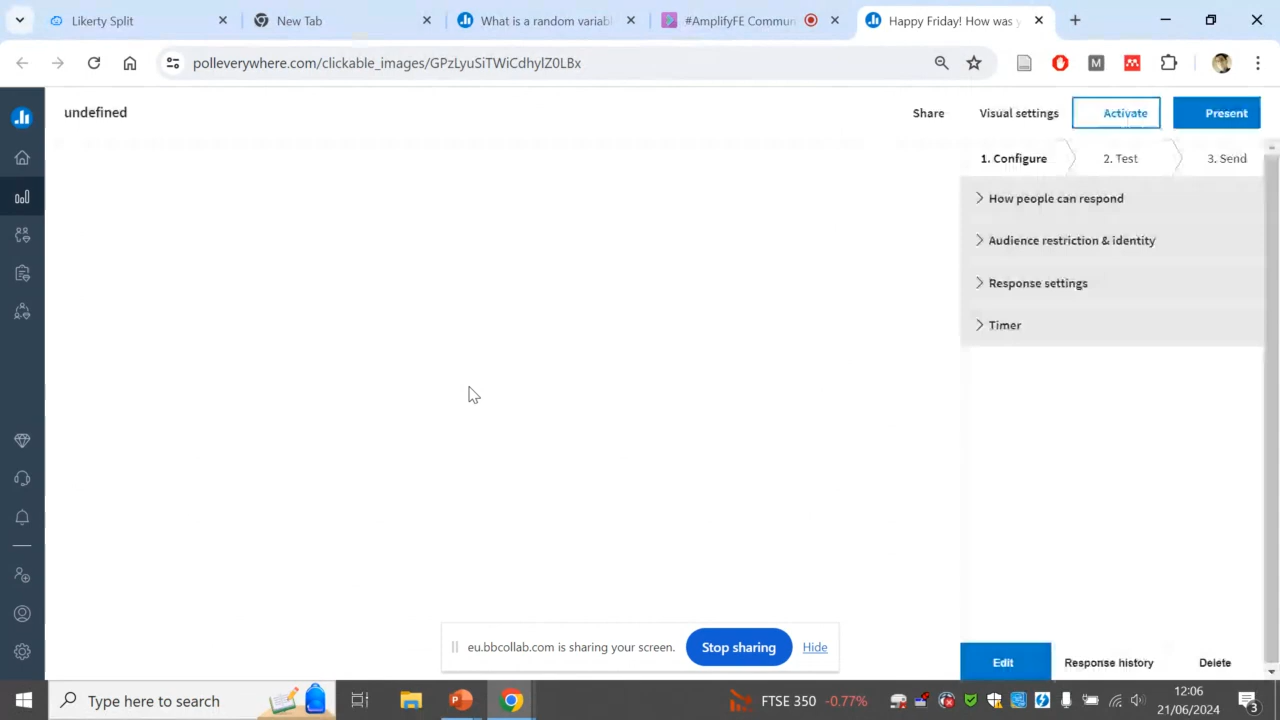 Likerty Split
New Tab
What is a random variabl
#AmplifyFE Commun
Happy Friday! How was y
polleverywhere.com/clickable_images/GPzLyuSiTWiCdhylZ0LBx
M
undefined
Share
Visual settings
Activate
Present
1. Configure
2. Test
3. Send
How people can respond
Audience restriction & identity
Response settings
Timer
eu.bbcollab.com is sharing your screen.
Stop sharing
Hide
Edit
Response history
Delete
Type here to search
FTSE 350 -0.77%
12:06
21/06/2024
3